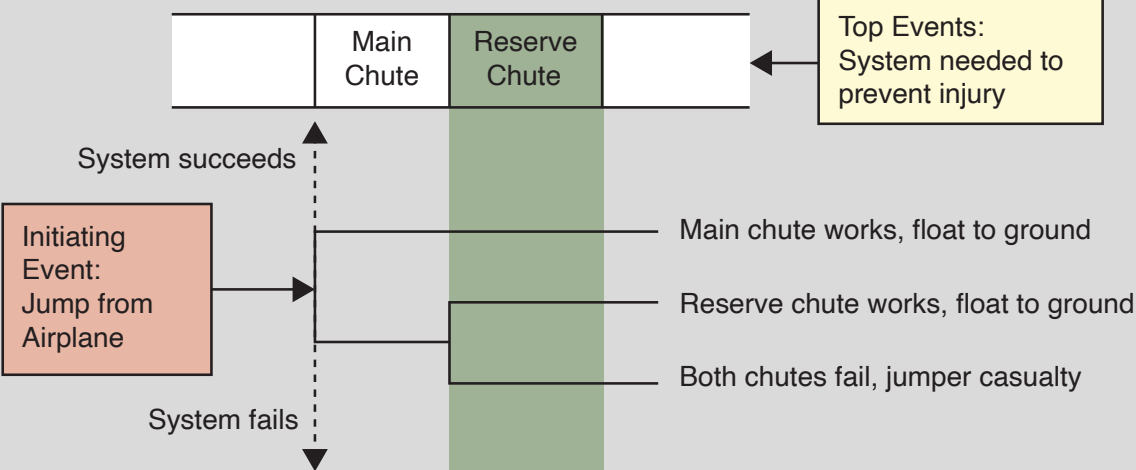 Main
Chute
Reserve
Chute
Top Events:
System needed to
prevent injury
System succeeds
Initiating
Event:
Jump from
Airplane
Main chute works, float to ground
Reserve chute works, float to ground
Both chutes fail, jumper casualty
System fails